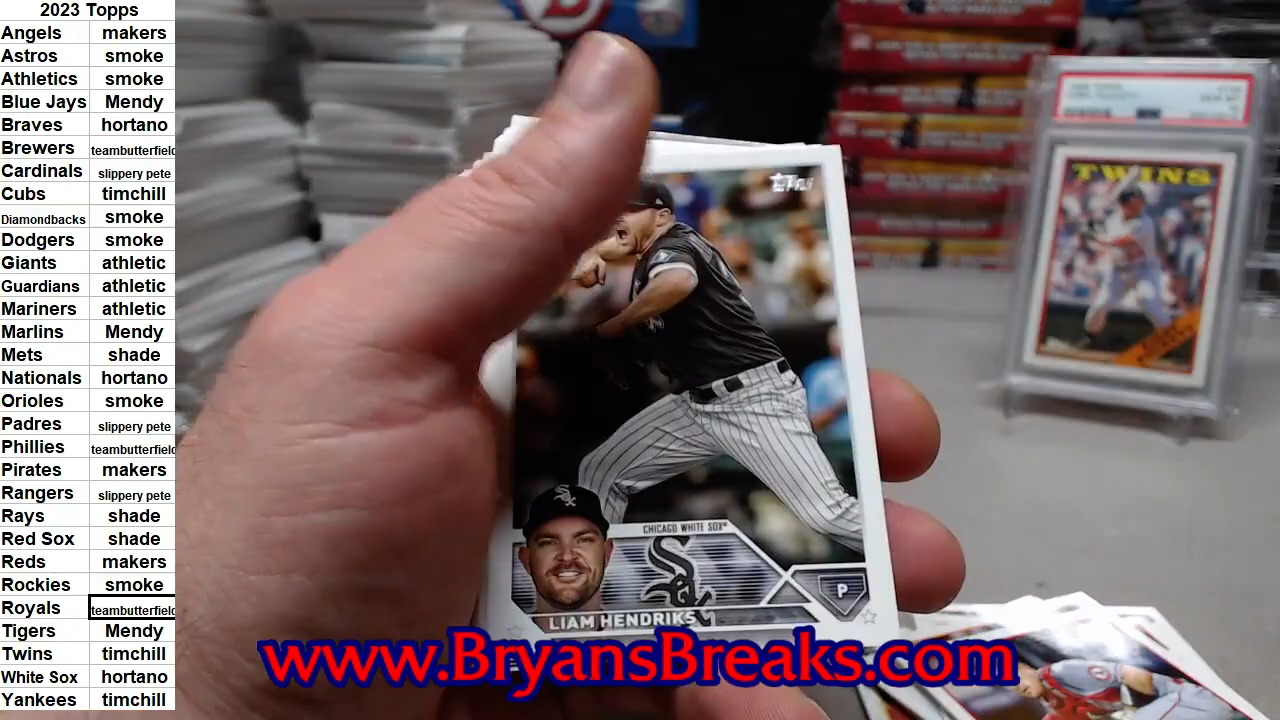 2023 Topps
Angels makers
Astros smoke
Athletics smoke
Blue Jays Mendy
Braves hortano
Brewers teambutterfield
Cardinals slippery pete
Cubs timchill
Diamondbacks smoke
Dodgers smoke
Giants athletic
Guardians athletic
Mariners athletic
Marlins Mendy
Mets shade
Nationals hortano
Orioles smoke
Padres slippery pete
Phillies teambutterfield
Pirates makers
Rangers slippery pete
Rays shade
Red Sox shade
Reds makers
Rockies smoke
Royals teambutterfield
Tigers Mendy
Twins timchill
White Sox hortano
Yankees timchill
Topps
CHICAGO WHITE SOX
Sox
P
LIAM HENDRIKS
TWINS
www.BryansBreaks.com